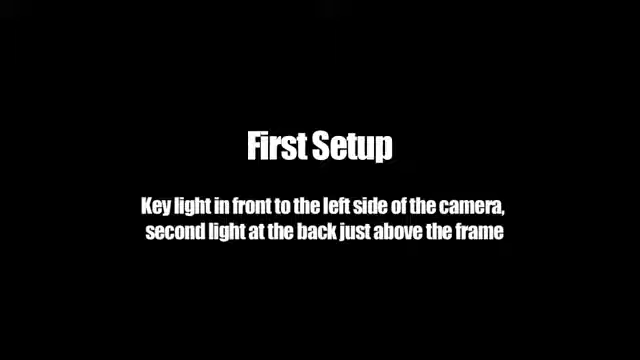 First Setup
Key light in front to the left side of the camera,
second light at the back just above the frame